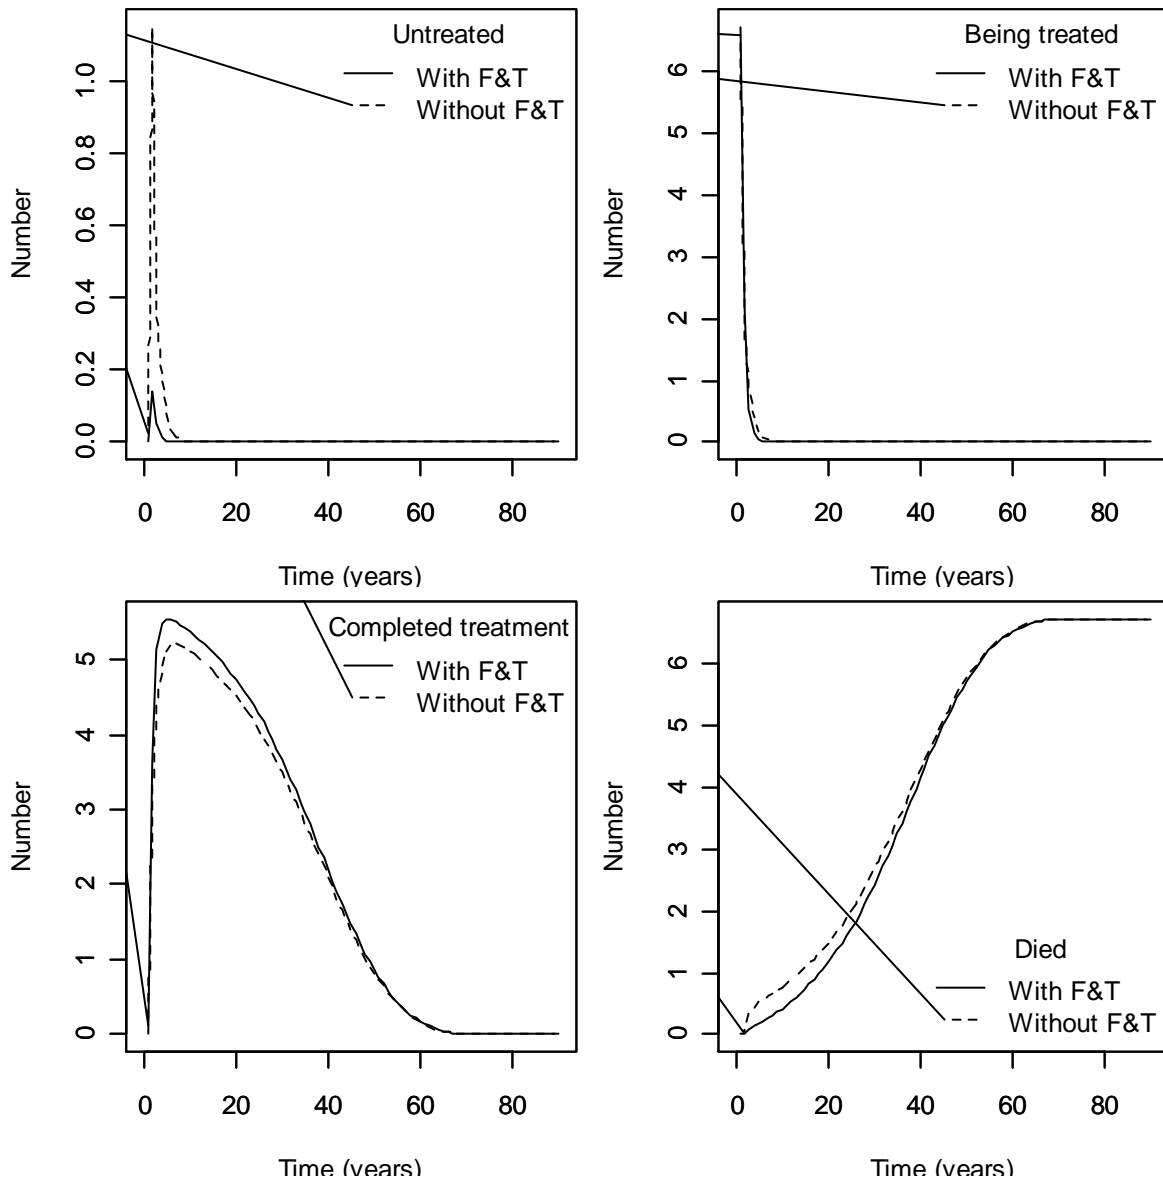 Untreated
With F&T
Without F&T
Number
0.0 0.2 0.4 0.6 0.8 1.0
0 20 40 60 80
Time (years)
Being treated
With F&T
Without F&T
Number
0 1 2 3 4 5 6
0 20 40 60 80
Time (years)
Completed treatment
With F&T
Without F&T
Number
0 1 2 3 4 5
0 20 40 60 80
Time (years)
Died
With F&T
Without F&T
Number
0 1 2 3 4 5 6
0 20 40 60 80
Time (years)